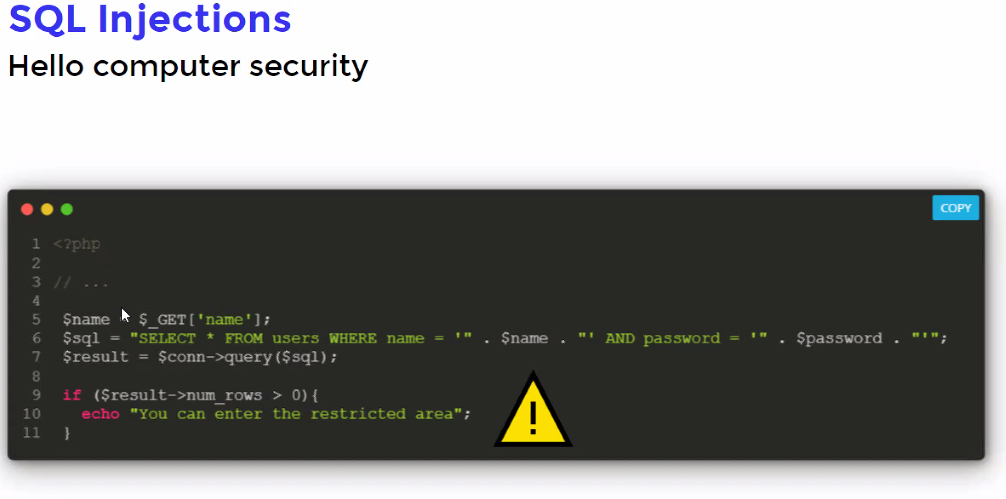 SQL Injections
Hello computer security
COPY
1 <?php
2
3 // ...
4
5 $name $_GET['name'];
6 $sql = "SELECT * FROM users WHERE name = '" . $name . "' AND password = '" . $password . "'";
7 $result = $conn->query($sql);
8
9 if ($result->num_rows > 0){
10 echo "You can enter the restricted area";
11 }
!